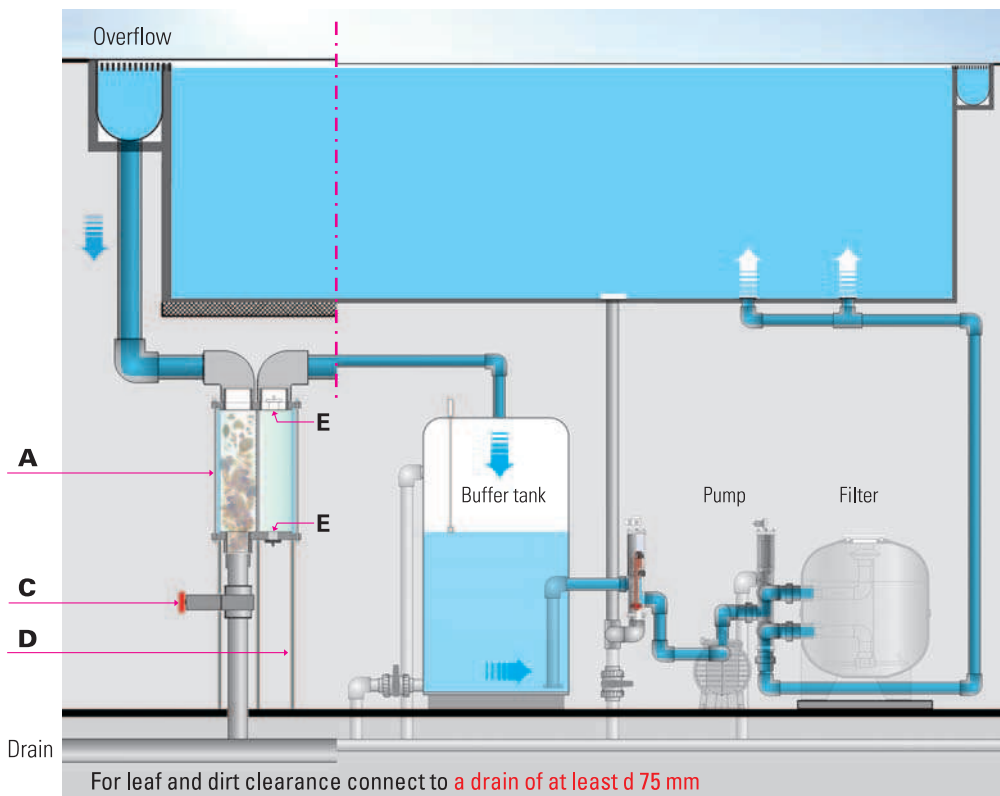 Overflow
E
A
Buffer tank
Pump
Filter
E
C
D
Drain
For leaf and dirt clearance connect to a drain of at least d 75 mm